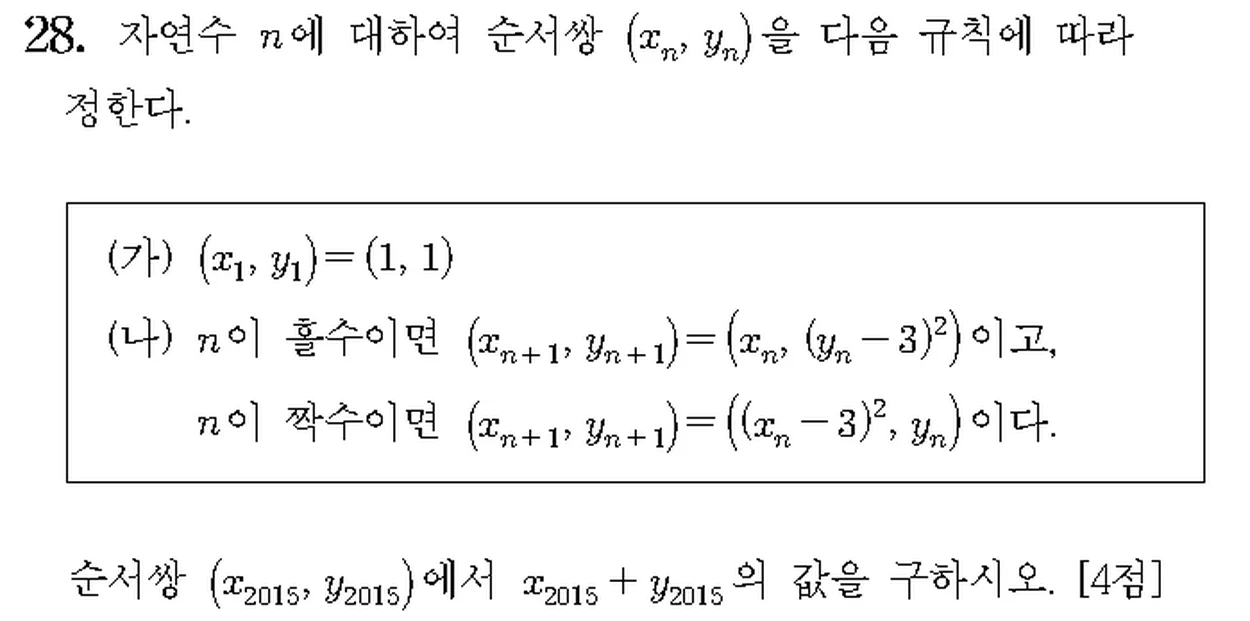 28. 자연수 n에 대하여 순서쌍 (xₙ, yₙ)을 다음 규칙에 따라
정한다.
(가) (x₁, y₁)=(1, 1)
(나) n이 홀수이면 (xₙ₊₁, yₙ₊₁)=(xₙ, (yₙ−3)²)이고,
n이 짝수이면 (xₙ₊₁, yₙ₊₁)=((xₙ−3)², yₙ)이다.
순서쌍 (x₂₀₁₅, y₂₀₁₅)에서 x₂₀₁₅+y₂₀₁₅의 값을 구하시오. [4점]